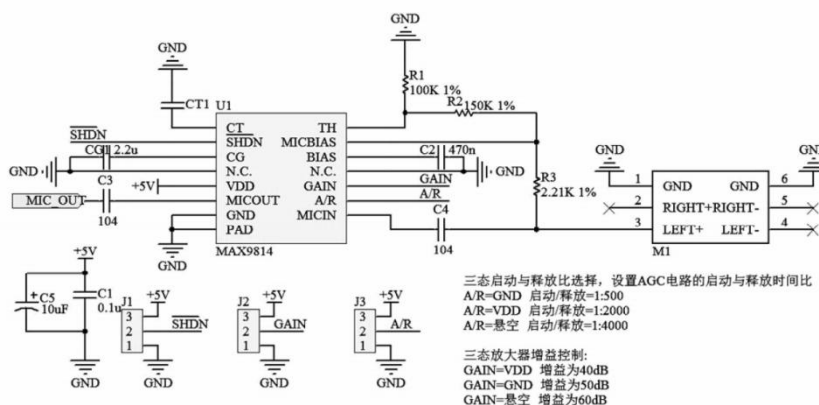 GND
GND
R1
100K 1%
R2
150K 1%
CT1
U1
CT
SHDN
CG
N.C.
VDD
MICOUT
GND
PAD
TH
MICBIAS
BIAS
N.C.
GAIN
A/R
MICIN
MAX9814
SHDN
CG1 2.2u
GND
C3
104
MIC_OUT
+5V
GND
C2 470n
GND
GAIN
A/R
C4
104
R3
2.21K 1%
GND
GND
1
2
3
GND
RIGHT+
LEFT+
GND
RIGHT-
LEFT-
6
5
4
M1
+5V
C5
10uF
C1
0.1u
GND
J1
+5V
3
2
1
SHDN
GND
J2
+5V
3
2
1
GAIN
GND
J3
+5V
3
2
1
A/R
GND
三态启动与释放比选择，设置AGC电路的启动与释放时间比
A/R=GND 启动/释放=1:500
A/R=VDD 启动/释放=1:2000
A/R=悬空 启动/释放=1:4000
三态放大器增益控制:
GAIN=VDD 增益为40dB
GAIN=GND 增益为50dB
GAIN=悬空 增益为60dB